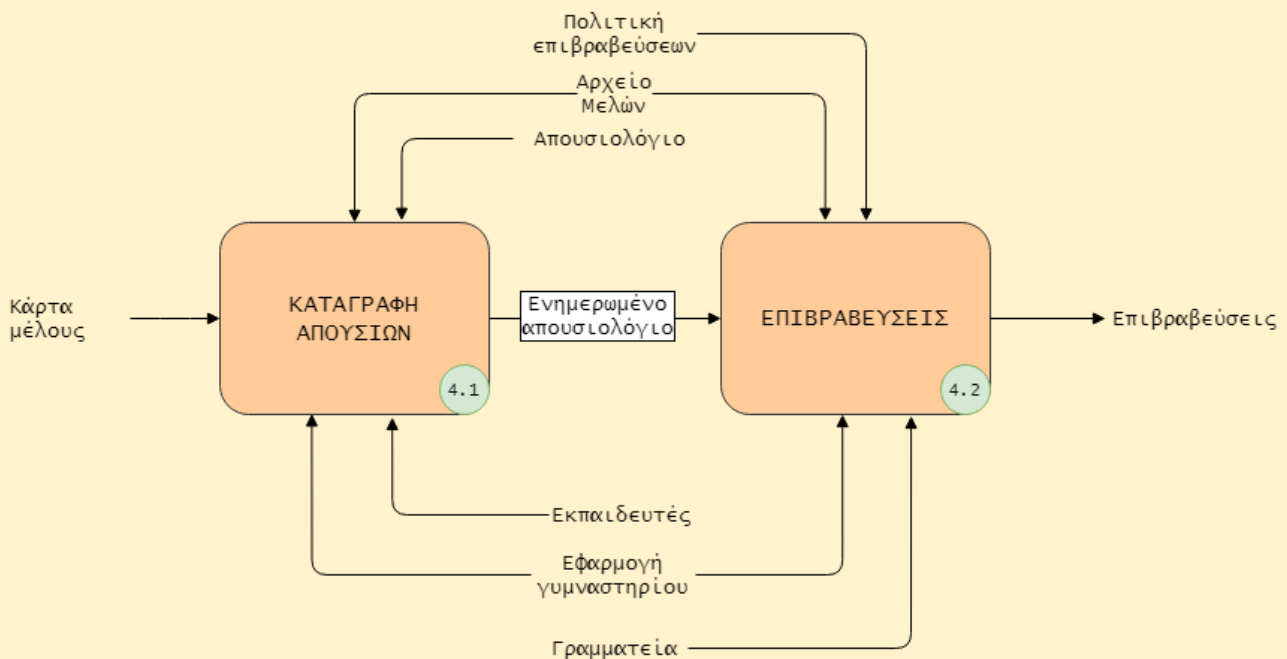 Πολιτική
επιβραβεύσεων
Αρχείο
Μελών
Απουσιολόγιο
Κάρτα
μέλους
ΚΑΤΑΓΡΑΦΗ
ΑΠΟΥΣΙΩΝ
4.1
Ενημερωμένο
απουσιολόγιο
ΕΠΙΒΡΑΒΕΥΣΕΙΣ
4.2
Επιβραβεύσεις
Εκπαιδευτές
Εφαρμογή
γυμναστηρίου
Γραμματεία